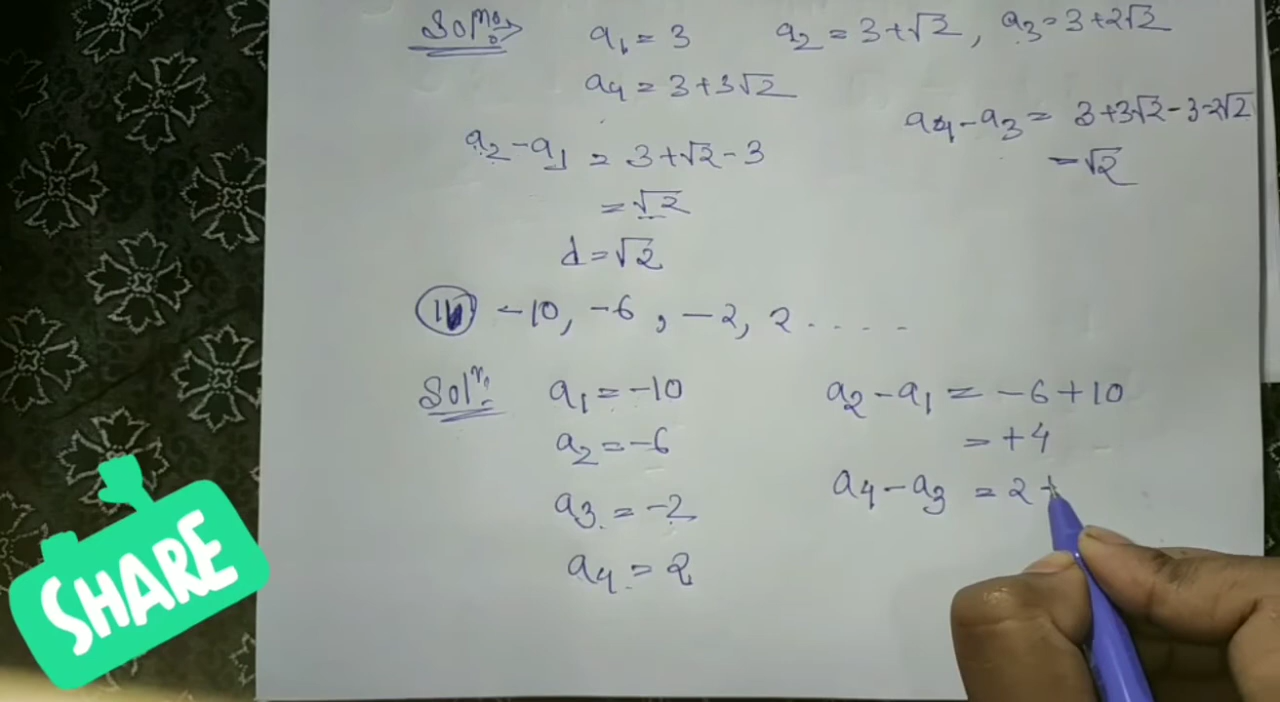 Solⁿ: a₁ = 3 a₂ = 3+√2, a₃ = 3+2√2
a₄ = 3+3√2
a₄-a₃ = 3+3√2-3-2√2
= √2
a₂-a₁ = 3+√2-3
= √2
d = √2
-10, -6, -2, 2.....
Solⁿ: a₁ = -10
a₂ = -6
a₃ = -2
a₄ = 2
a₂-a₁ = -6+10
= +4
a₄-a₃ = 2+
SHARE